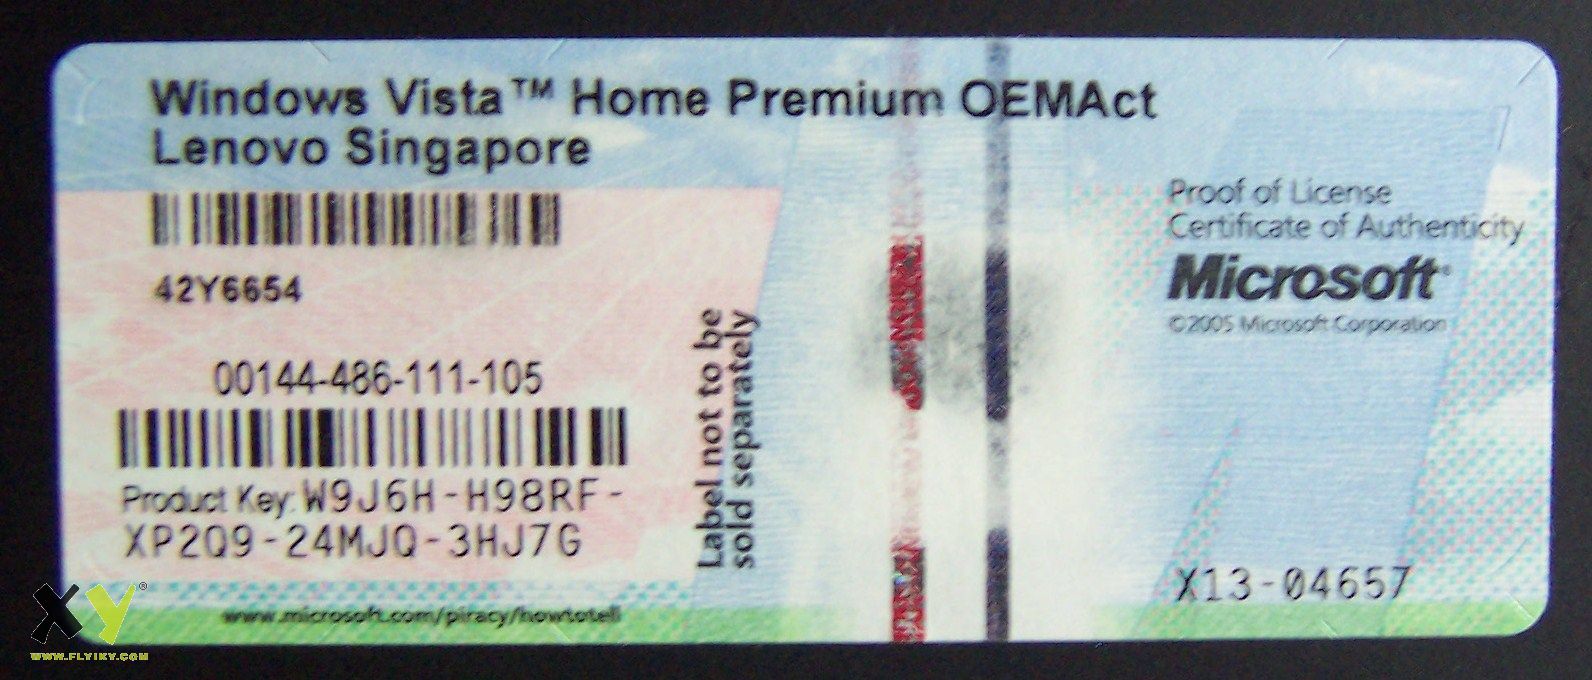 Windows Vista™ Home Premium OEMAct
Lenovo Singapore
42Y6654
00144-486-111-105
Product Key: W9J6H-H98RF-
XP2Q9-24MJQ-3HJ7G
www.microsoft.com/piracy/howtotell
Label not to be
sold separately
Proof of License
Certificate of Authenticity
Microsoft®
©2005 Microsoft Corporation
X13-04657
XY®
WWW.FLYIKY.COM